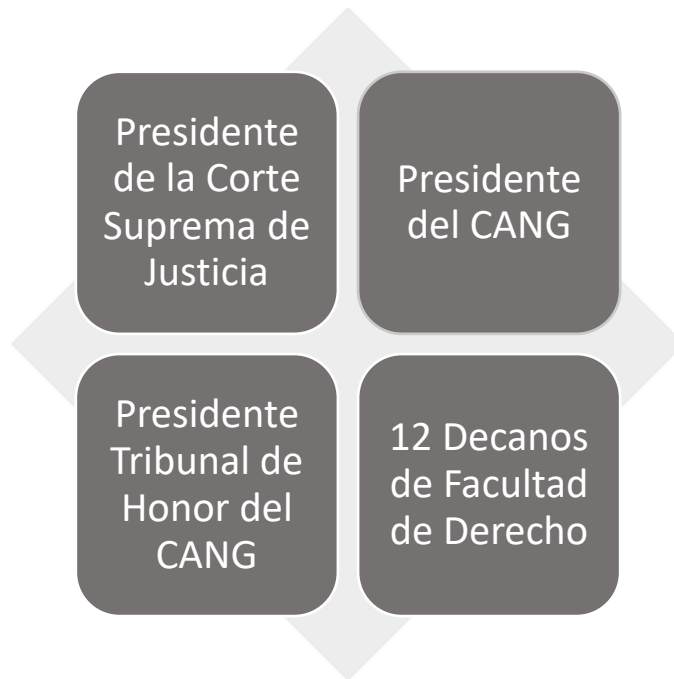 Presidente
de la Corte
Suprema de
Justicia
Presidente
del CANG
Presidente
Tribunal de
Honor del
CANG
12 Decanos
de Facultad
de Derecho